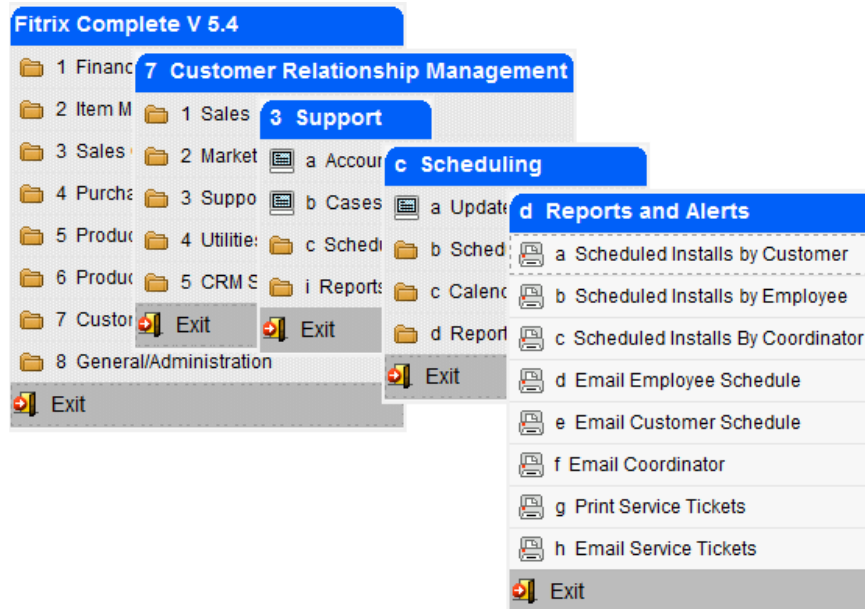 Fitrix Complete V 5.4
1 Financ
2 Item M
3 Sales
4 Purcha
5 Produc
6 Produc
7 Custor
8 General/Administration
Exit
7 Customer Relationship Management
1 Sales
2 Market
3 Suppo
4 Utilities
5 CRM S
Exit
3 Support
a Accour
b Cases
c Schedu
i Reports
Exit
c Scheduling
a Update
b Sched
c Calend
d Report
Exit
d Reports and Alerts
a Scheduled Installs by Customer
b Scheduled Installs by Employee
c Scheduled Installs By Coordinator
d Email Employee Schedule
e Email Customer Schedule
f Email Coordinator
g Print Service Tickets
h Email Service Tickets
Exit